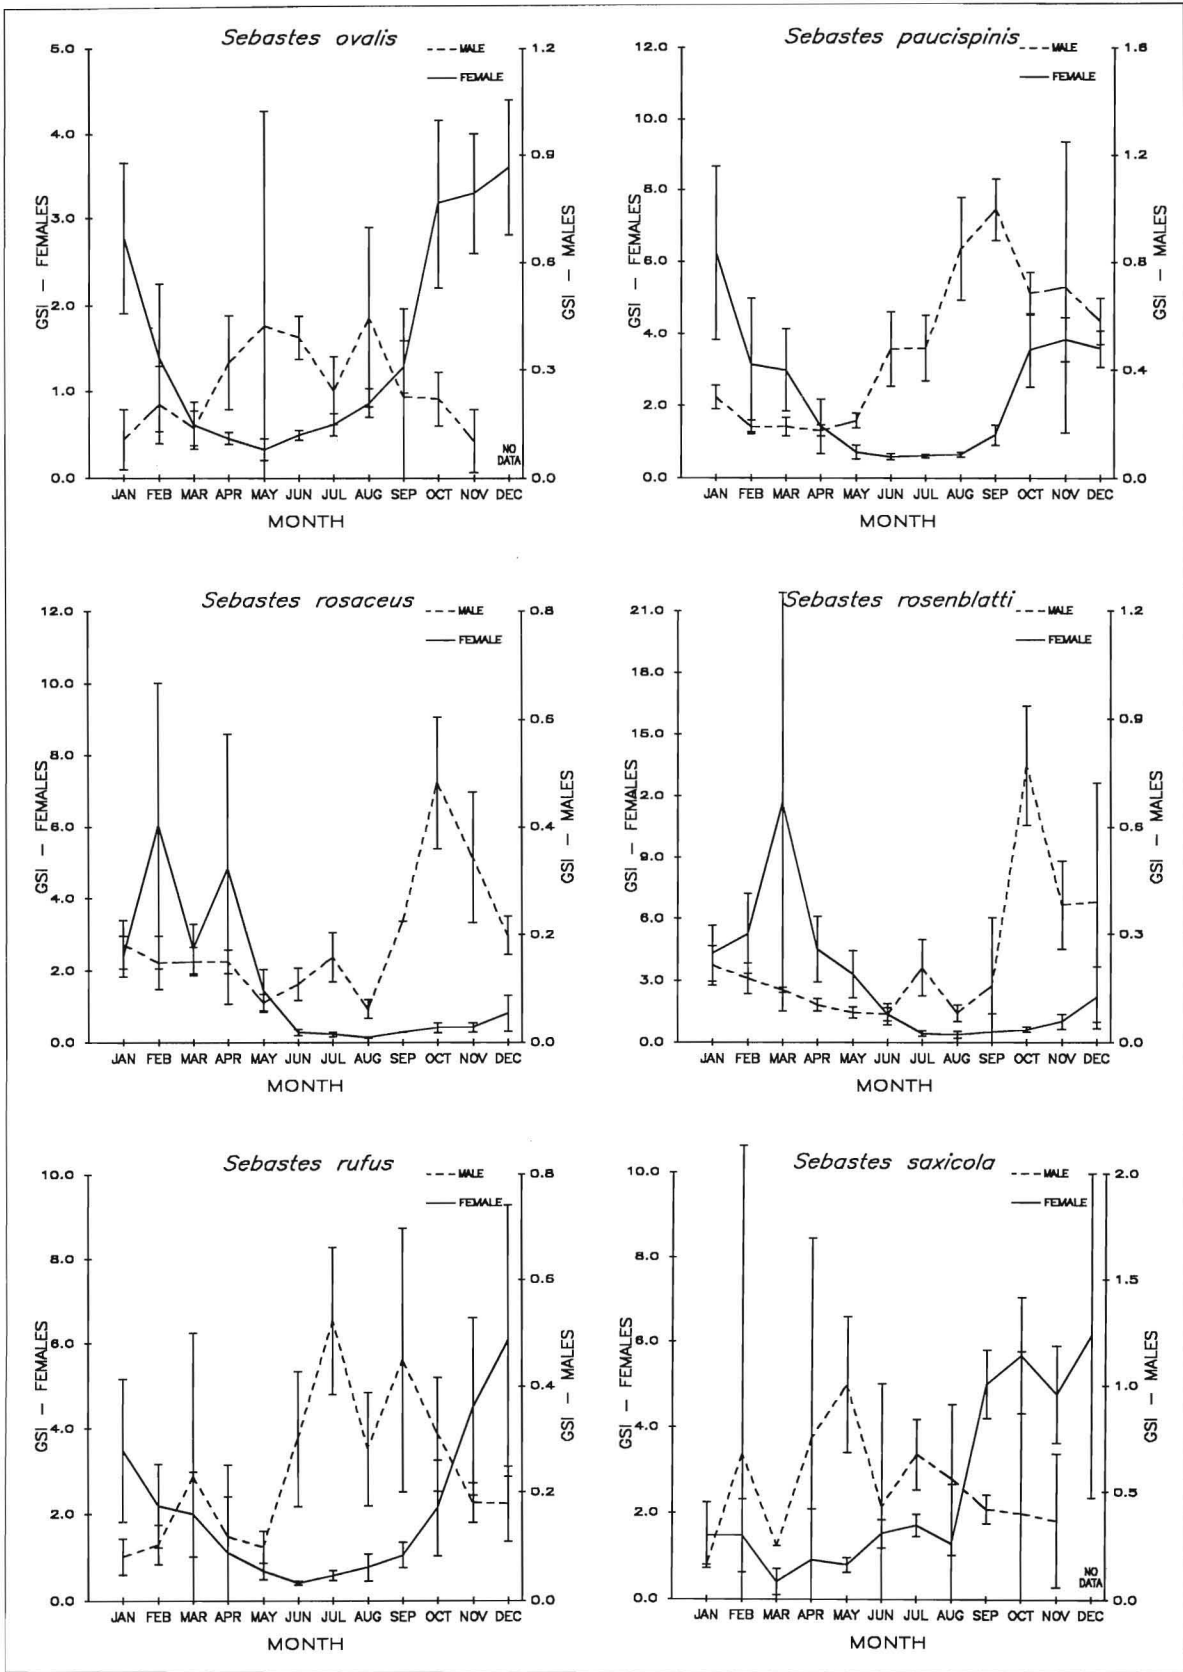 Sebastes ovalis
MALE
FEMALE
5.0
4.0
3.0
2.0
1.0
0.0
GSI — FEMALES
1.2
0.9
0.6
0.3
0.0
GSI — MALES
NO
DATA
JAN FEB MAR APR MAY JUN JUL AUG SEP OCT NOV DEC
MONTH
Sebastes paucispinis
MALE
FEMALE
12.0
10.0
8.0
6.0
4.0
2.0
0.0
GSI — FEMALES
1.6
1.2
0.8
0.4
0.0
GSI — MALES
JAN FEB MAR APR MAY JUN JUL AUG SEP OCT NOV DEC
MONTH
Sebastes rosaceus
MALE
FEMALE
12.0
10.0
8.0
6.0
4.0
2.0
0.0
GSI — FEMALES
0.8
0.6
0.4
0.2
0.0
GSI — MALES
JAN FEB MAR APR MAY JUN JUL AUG SEP OCT NOV DEC
MONTH
Sebastes rosenblatti
MALE
FEMALE
21.0
18.0
15.0
12.0
9.0
6.0
3.0
0.0
GSI — FEMALES
1.2
0.9
0.6
0.3
0.0
GSI — MALES
JAN FEB MAR APR MAY JUN JUL AUG SEP OCT NOV DEC
MONTH
Sebastes rufus
MALE
FEMALE
10.0
8.0
6.0
4.0
2.0
0.0
GSI — FEMALES
0.8
0.6
0.4
0.2
0.0
GSI — MALES
JAN FEB MAR APR MAY JUN JUL AUG SEP OCT NOV DEC
MONTH
Sebastes saxicola
MALE
FEMALE
10.0
8.0
6.0
4.0
2.0
0.0
GSI — FEMALES
2.0
1.5
1.0
0.5
0.0
GSI — MALES
NO
DATA
JAN FEB MAR APR MAY JUN JUL AUG SEP OCT NOV DEC
MONTH